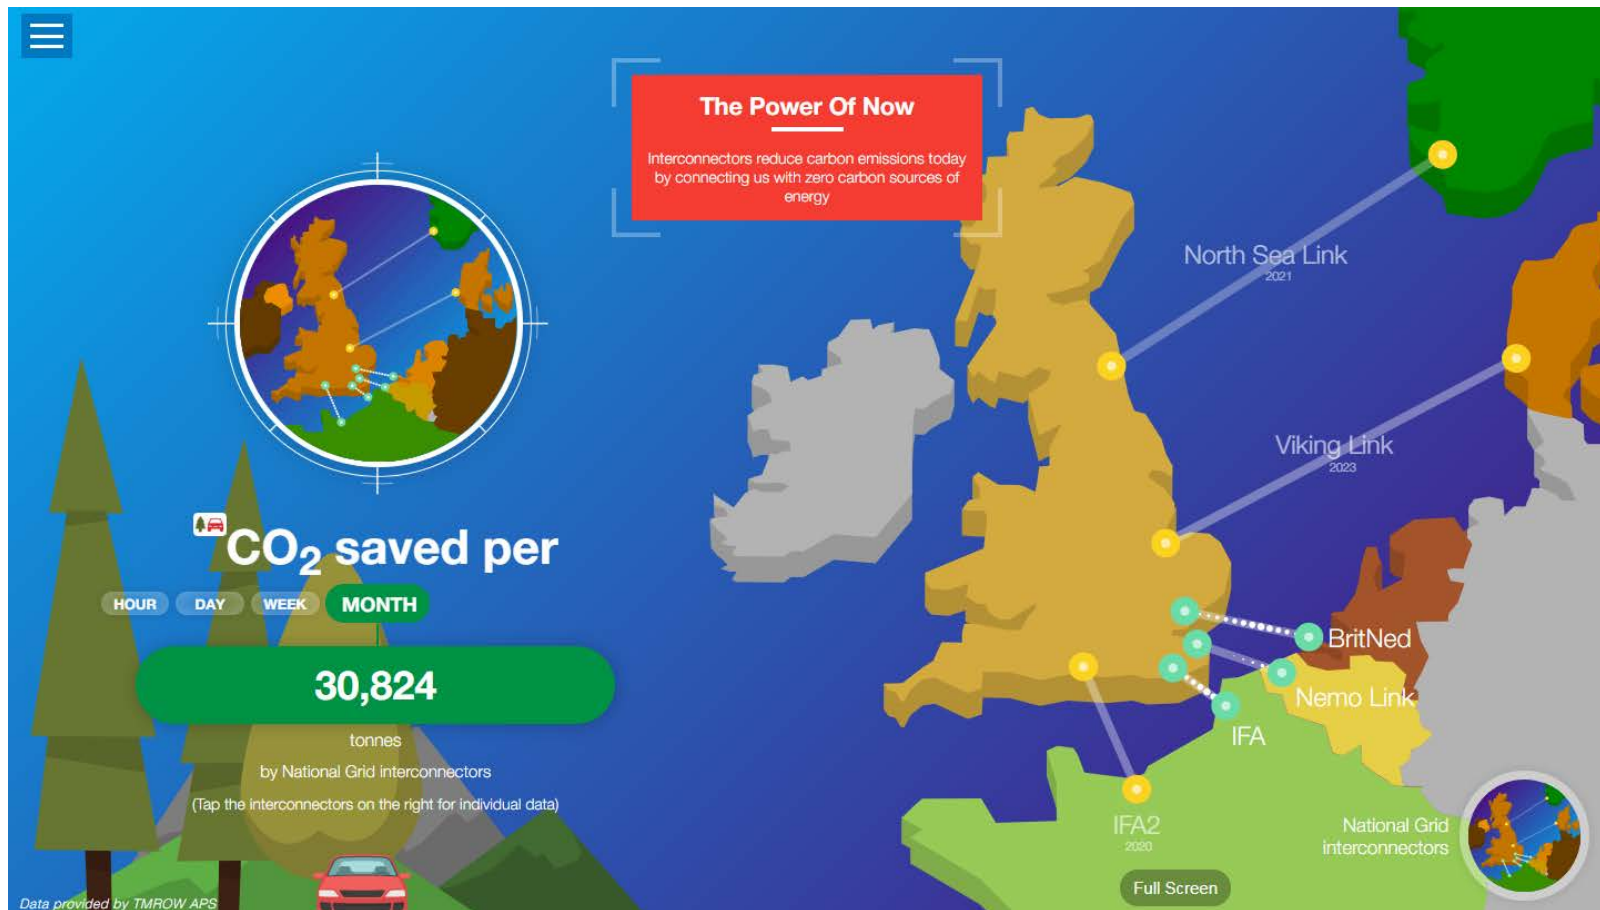 The Power Of Now
Interconnectors reduce carbon emissions today
by connecting us with zero carbon sources of
energy
CO₂ saved per
HOUR DAY WEEK MONTH
30,824
tonnes
by National Grid interconnectors
(Tap the interconnectors on the right for individual data)
Data provided by TMROW APS
North Sea Link
2021
Viking Link
2023
BritNed
Nemo Link
IFA
IFA2
2020
National Grid
interconnectors
Full Screen